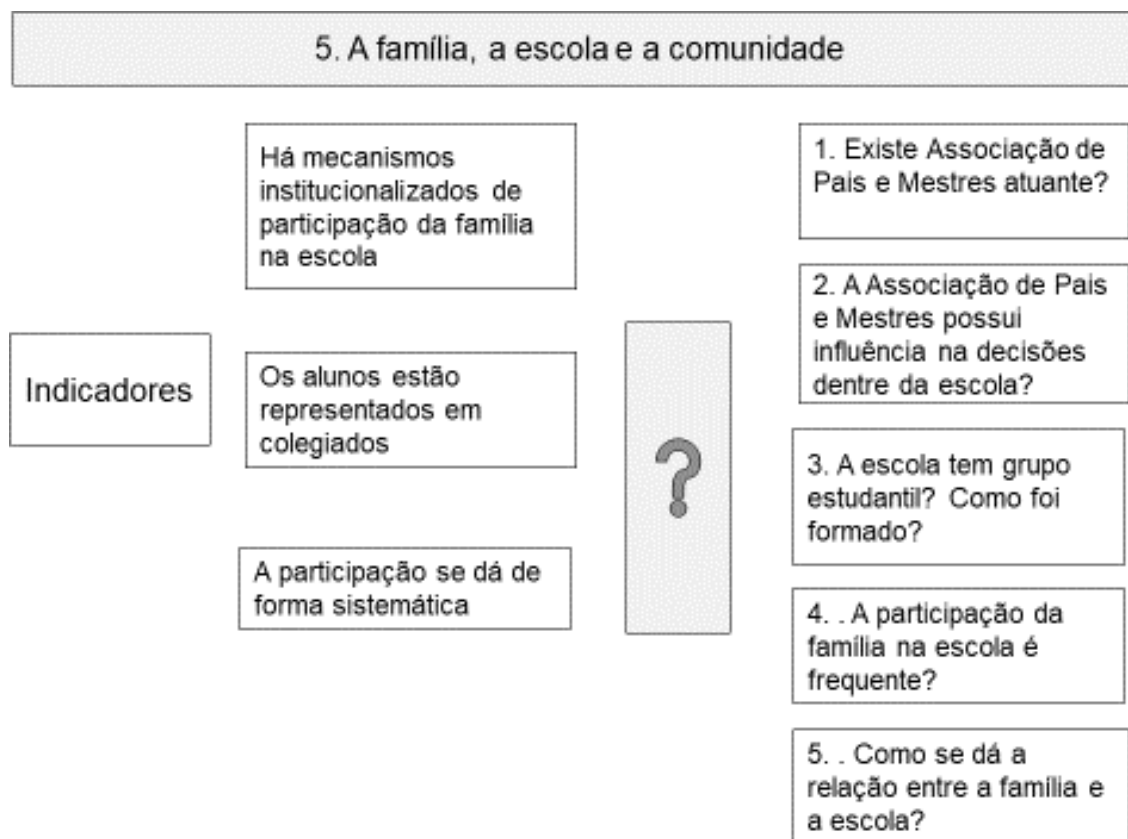 5. A família, a escola e a comunidade
Indicadores
Há mecanismos
institucionalizados de
participação da família
na escola
Os alunos estão
representados em
colegiados
A participação se dá de
forma sistemática
?
1. Existe Associação de
Pais e Mestres atuante?
2. A Associação de Pais
e Mestres possui
influência na decisões
dentre da escola?
3. A escola tem grupo
estudantil? Como foi
formado?
4. . A participação da
família na escola é
frequente?
5. . Como se dá a
relação entre a família e
a escola?